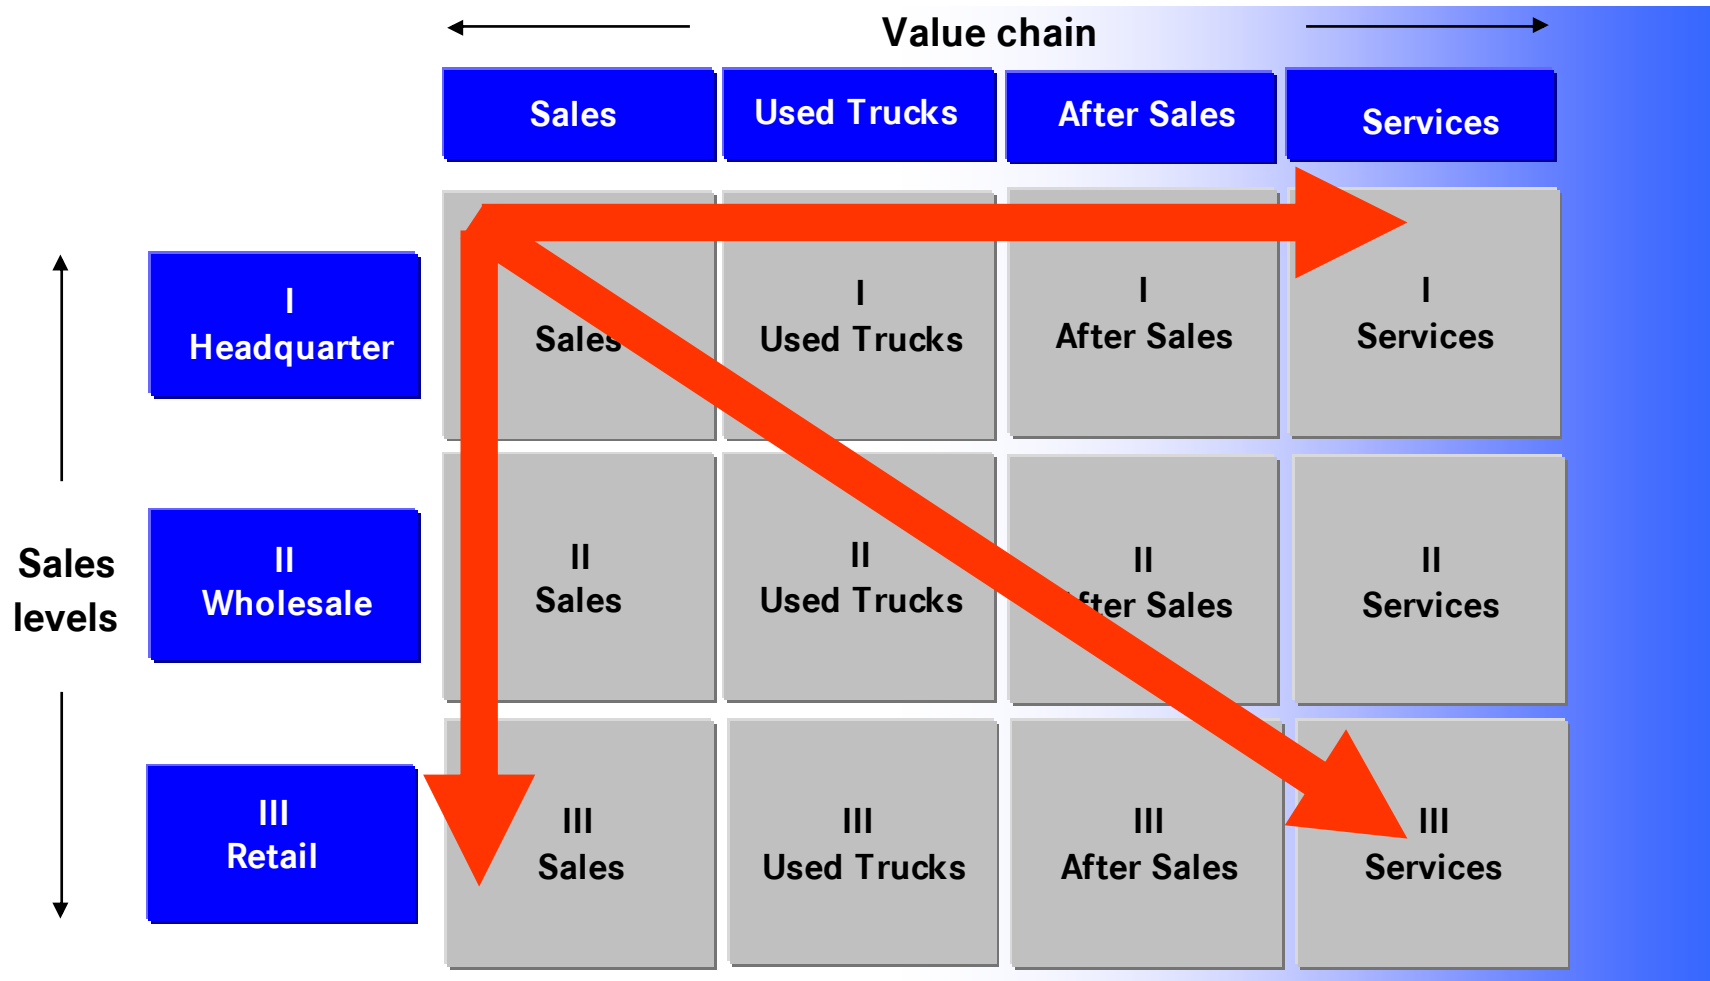 Value chain
Sales
Used Trucks
After Sales
Services
I
Headquarter
Sales
I
Used Trucks
I
After Sales
I
Services
Sales
levels
II
Wholesale
II
Sales
II
Used Trucks
II
After Sales
II
Services
III
Retail
III
Sales
III
Used Trucks
III
After Sales
III
Services